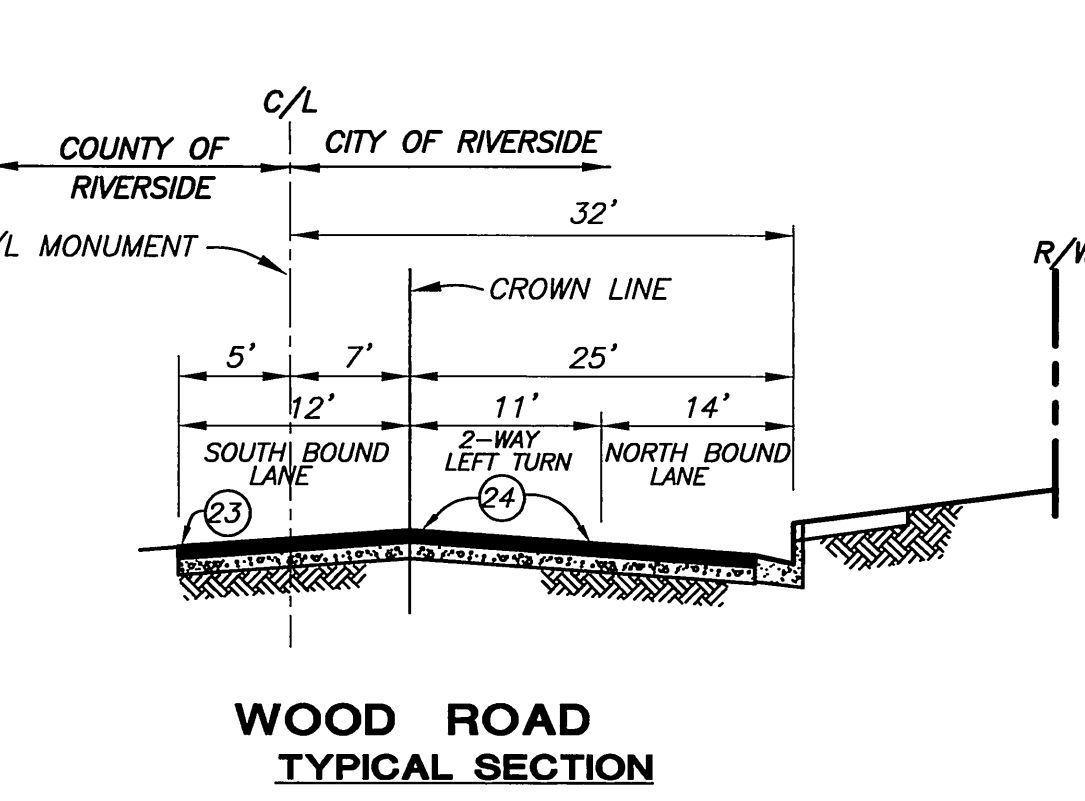 C/L
COUNTY OF
RIVERSIDE
CITY OF RIVERSIDE
32'
/L MONUMENT
R/W
CROWN LINE
5'
7'
25'
12'
11'
14'
SOUTH BOUND
LANE
2-WAY
LEFT TURN
NORTH BOUND
LANE
23
24
WOOD ROAD
TYPICAL SECTION